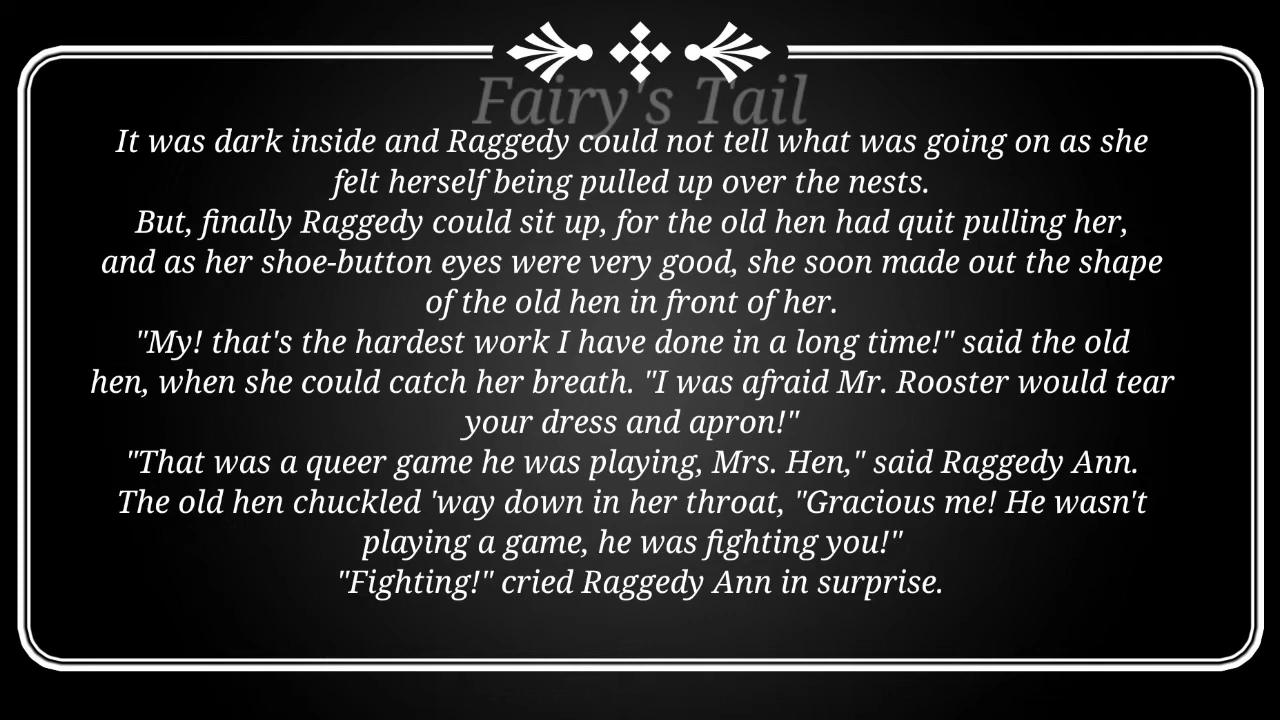 Fairy's Tail
It was dark inside and Raggedy could not tell what was going on as she
felt herself being pulled up over the nests.
But, finally Raggedy could sit up, for the old hen had quit pulling her,
and as her shoe-button eyes were very good, she soon made out the shape
of the old hen in front of her.
"My! that's the hardest work I have done in a long time!" said the old
hen, when she could catch her breath. "I was afraid Mr. Rooster would tear
your dress and apron!"
"That was a queer game he was playing, Mrs. Hen," said Raggedy Ann.
The old hen chuckled 'way down in her throat, "Gracious me! He wasn't
playing a game, he was fighting you!"
"Fighting!" cried Raggedy Ann in surprise.